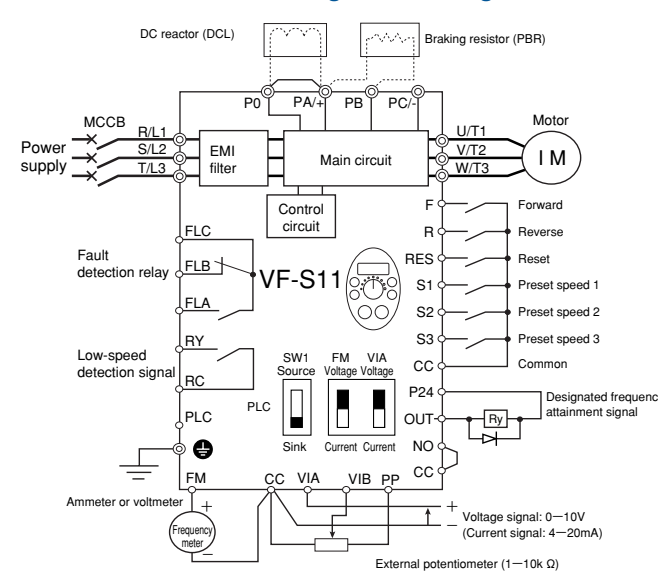 DC reactor (DCL)
Braking resistor (PBR)
P0
PA/+
PB
PC/-
MCCB
Motor
Power
supply
R/L1
S/L2
T/L3
EMI
filter
Main circuit
U/T1
V/T2
W/T3
I M
Control
circuit
FLC
Fault
detection relay
FLB
FLA
VF-S11
F
Forward
R
Reverse
RES
Reset
S1
Preset speed 1
S2
Preset speed 2
S3
Preset speed 3
CC
Common
RY
Low-speed
detection signal
RC
SW1
Source
FM
Voltage
VIA
Voltage
PLC
Sink
Current
Current
PLC
P24
Designated frequenc
attainment signal
OUT
Ry
NO
CC
FM
CC
VIA
VIB
PP
Ammeter or voltmeter
+
Frequency
meter
−
+
−
Voltage signal: 0—10V
(Current signal: 4—20mA)
External potentiometer (1—10k Ω)